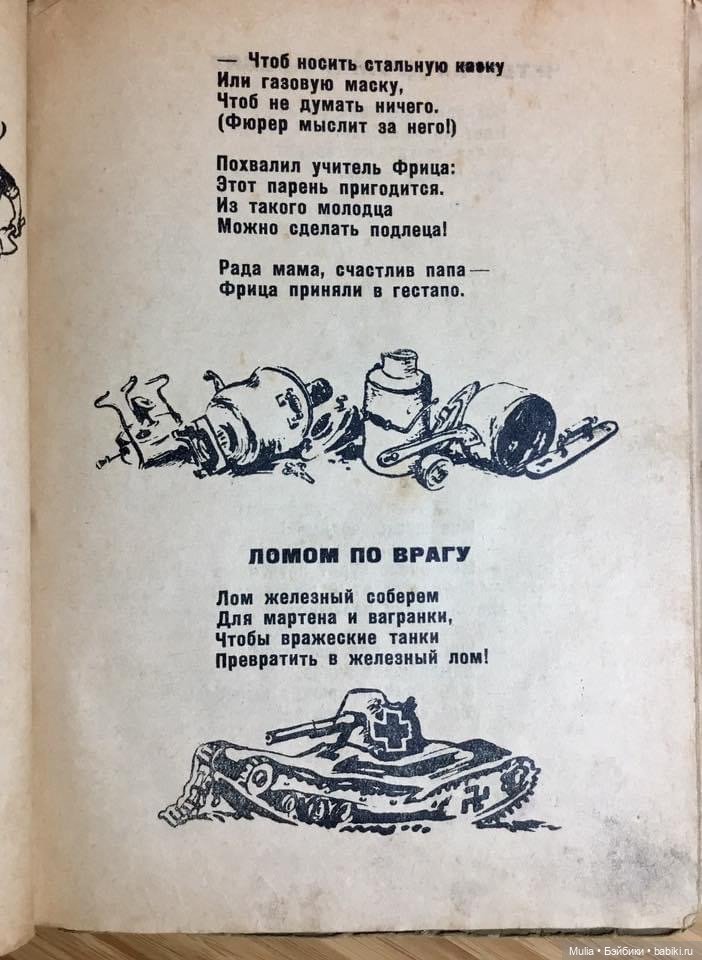 — Чтоб носить стальную каску
Или газовую маску,
Чтоб не думать ничего.
(Фюрер мыслит за него!)
Похвалил учитель Фрица:
Этот парень пригодится.
Из такого молодца
Можно сделать подлеца!
Рада мама, счастлив папа—
Фрица приняли в гестапо.
ЛОМОМ ПО ВРАГУ
Лом железный соберем
Для мартена и вагранки,
Чтобы вражеские танки
Превратить в железный лом!
Mulia • Бэйбики • babiki.ru